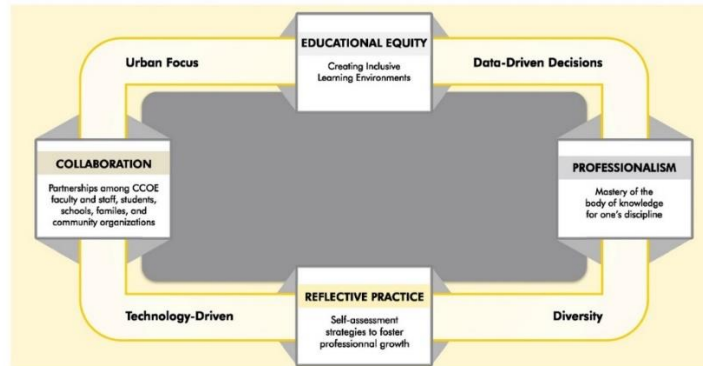 EDUCATIONAL EQUITY
Creating Inclusive
Learning Environments
Urban Focus
Data-Driven Decisions
COLLABORATION
Partnerships among CCOE
faculty and staff, students,
schools, familes, and
community organizations
PROFESSIONALISM
Mastery of the
body of knowledge
for one's discipline
REFLECTIVE PRACTICE
Self-assessment
strategies to foster
professionnal growth
Technology-Driven
Diversity